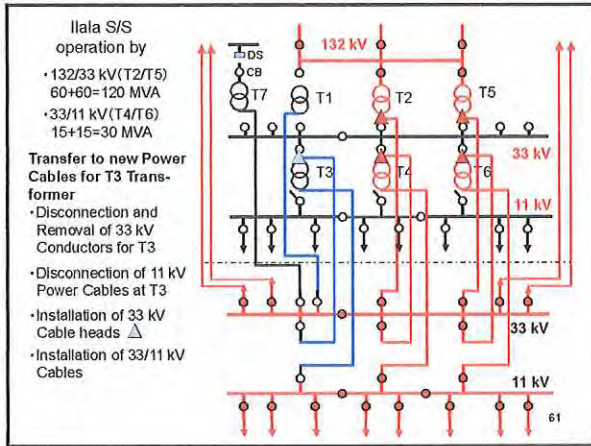 Ilala S/S
operation by
・132/33 kV(T2/T5)
60+60=120 MVA
・33/11 kV(T4/T6)
15+15=30 MVA
Transfer to new Power
Cables for T3 Trans-
former
・Disconnection and
Removal of 33 kV
Conductors for T3
・Disconnection of 11 kV
Power Cables at T3
・Installation of 33 kV
Cable heads
・Installation of 33/11 kV
Cables
132 kV
DS
CB
T7
T1
T2
T5
33 kV
T3
T4
T6
11 kV
33 kV
11 kV
61